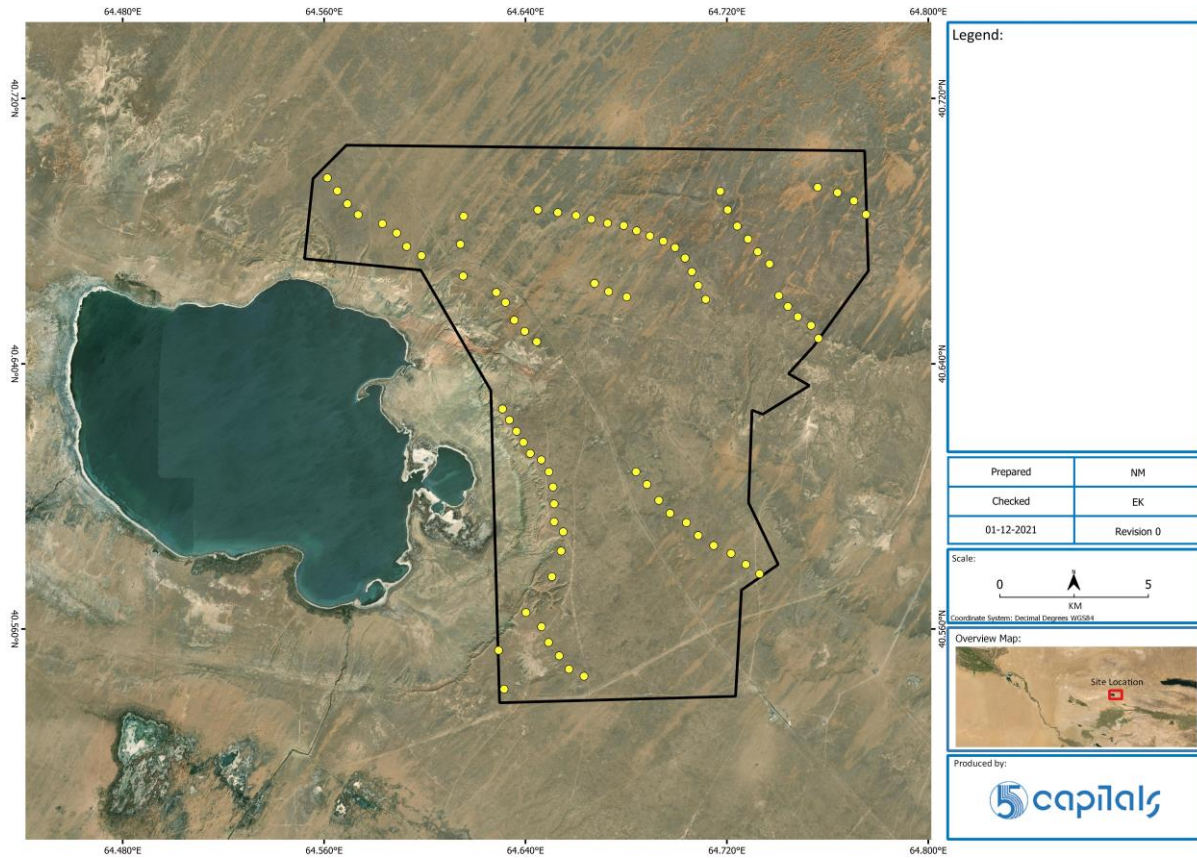 64.480°E
64.560°E
64.640°E
64.720°E
64.800°E
40.720°N
40.720°N
40.640°N
40.640°N
40.560°N
40.560°N
64.480°E
64.560°E
64.640°E
64.720°E
64.800°E
Legend:
Prepared NM
Checked EK
01-12-2021 Revision 0
Scale:
N
0 5
KM
Coordinate System: Decimal Degrees WGS84
Overview Map:
Site Location
Produced by:
5 capitals